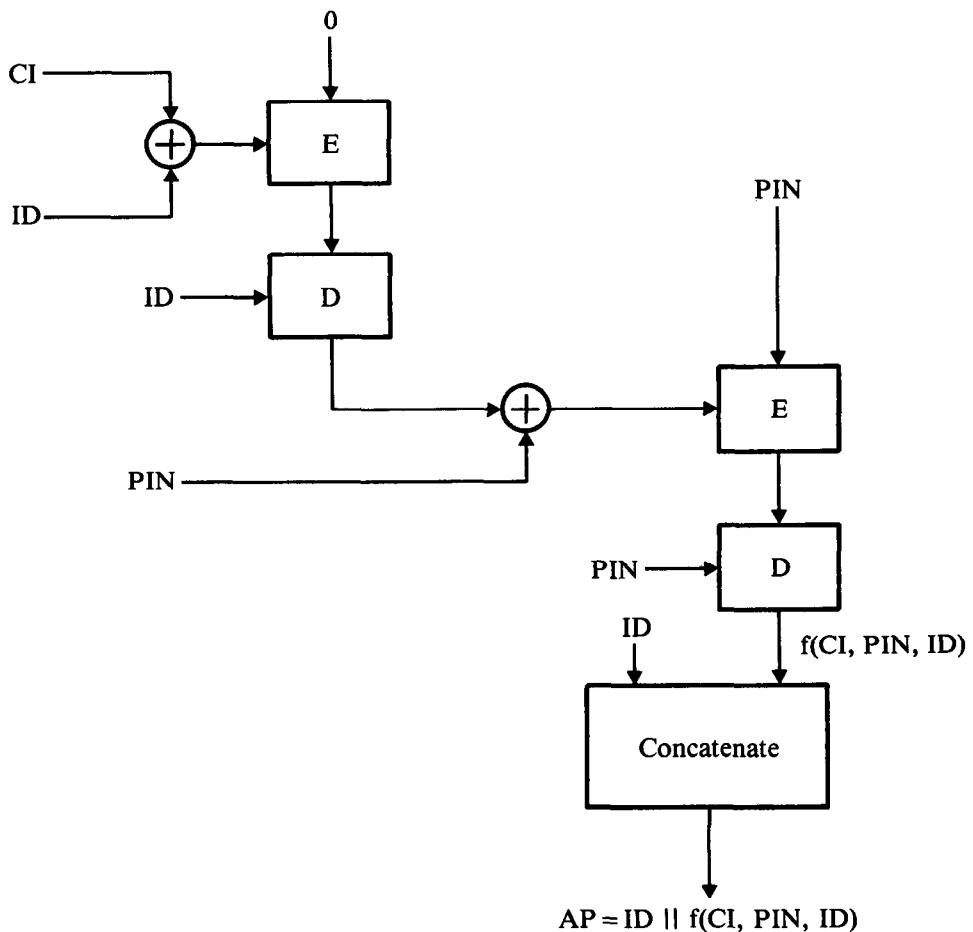 0
CI
E
ID
PIN
ID
D
E
PIN
PIN
D
ID
f(CI, PIN, ID)
Concatenate
AP = ID || f(CI, PIN, ID)